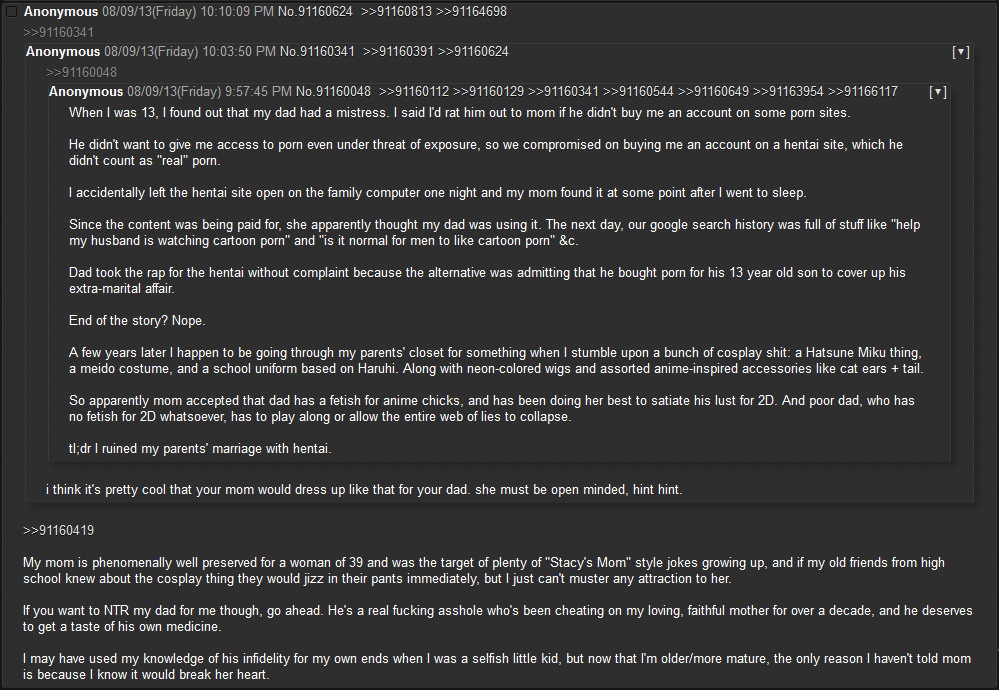 Anonymous 08/09/13(Friday) 10:10:09 PM No.91160624 >>91160813 >>91164698
>>91160341
Anonymous 08/09/13(Friday) 10:03:50 PM No.91160341 >>91160391 >>91160624 [▼]
>>91160048
Anonymous 08/09/13(Friday) 9:57:45 PM No.91160048 >>91160112 >>91160129 >>91160341 >>91160544 >>91160649 >>91163954 >>91166117 [▼]
When I was 13, I found out that my dad had a mistress. I said I'd rat him out to mom if he didn't buy me an account on some porn sites.
He didn't want to give me access to porn even under threat of exposure, so we compromised on buying me an account on a hentai site, which he
didn't count as "real" porn.
I accidentally left the hentai site open on the family computer one night and my mom found it at some point after I went to sleep.
Since the content was being paid for, she apparently thought my dad was using it. The next day, our google search history was full of stuff like "help
my husband is watching cartoon porn" and "is it normal for men to like cartoon porn" &c.
Dad took the rap for the hentai without complaint because the alternative was admitting that he bought porn for his 13 year old son to cover up his
extra-marital affair.
End of the story? Nope.
A few years later I happen to be going through my parents' closet for something when I stumble upon a bunch of cosplay shit: a Hatsune Miku thing,
a meido costume, and a school uniform based on Haruhi. Along with neon-colored wigs and assorted anime-inspired accessories like cat ears + tail.
So apparently mom accepted that dad has a fetish for anime chicks, and has been doing her best to satiate his lust for 2D. And poor dad, who has
no fetish for 2D whatsoever, has to play along or allow the entire web of lies to collapse.
tl;dr I ruined my parents' marriage with hentai.
i think it's pretty cool that your mom would dress up like that for your dad. she must be open minded, hint hint.
>>91160419
My mom is phenomenally well preserved for a woman of 39 and was the target of plenty of "Stacy's Mom" style jokes growing up, and if my old friends from high
school knew about the cosplay thing they would jizz in their pants immediately, but I just can't muster any attraction to her.
If you want to NTR my dad for me though, go ahead. He's a real fucking asshole who's been cheating on my loving, faithful mother for over a decade, and he deserves
to get a taste of his own medicine.
I may have used my knowledge of his infidelity for my own ends when I was a selfish little kid, but now that I'm older/more mature, the only reason I haven't told mom
is because I know it would break her heart.